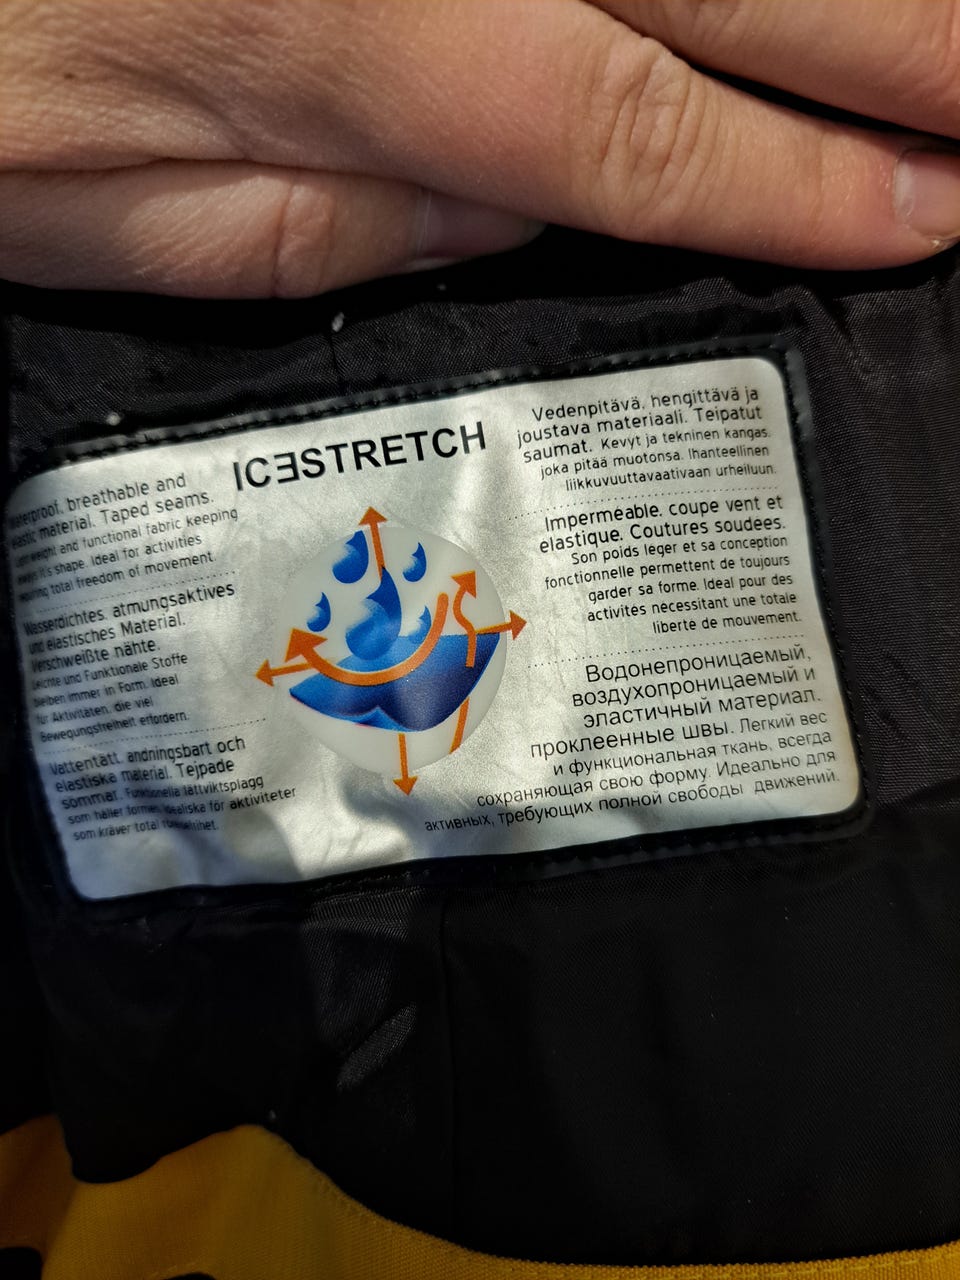 ICESTRETCH
breathable and
material. Taped seams.
and functional fabric keeping
it's shape. Ideal for activities
total freedom of movement.
Wasserdichtes, atmungsaktives
und elastisches Material.
Verschweißte nähte.
Leichte und Funktionale Stoffe
bleiben immer in Form. Ideal
für Aktivitäten, die viel
Bewegungsfreiheit erfordern.
Vattentätt, andningsbart och
elastiska material. Tejpade
sömmar. Funktionella lättviktsplagg
som håller formen. Idealiska för aktiviteter
som kräver total
Vedenpitävä, hengittävä ja
joustava materiaali. Teipatut
saumat. Kevyt ja tekninen kangas,
joka pitää muotonsa. Ihanteellinen
liikkuvuuttavaativaan urheiluun.
Imperméable, coupe vent et
elastique. Coutures soudees.
Son poids leger et sa conception
fonctionnelle permettent de toujours
garder sa forme. Ideal pour des
activités necessitant une totale
liberte de mouvement.
Водонепроницаемый,
воздухопроницаемый и
эластичный материал.
проклеенные швы. Легкий вес
и функциональная ткань, всегда
сохраняющая свою форму. Идеально для
активных, требующих полной свободы движений.